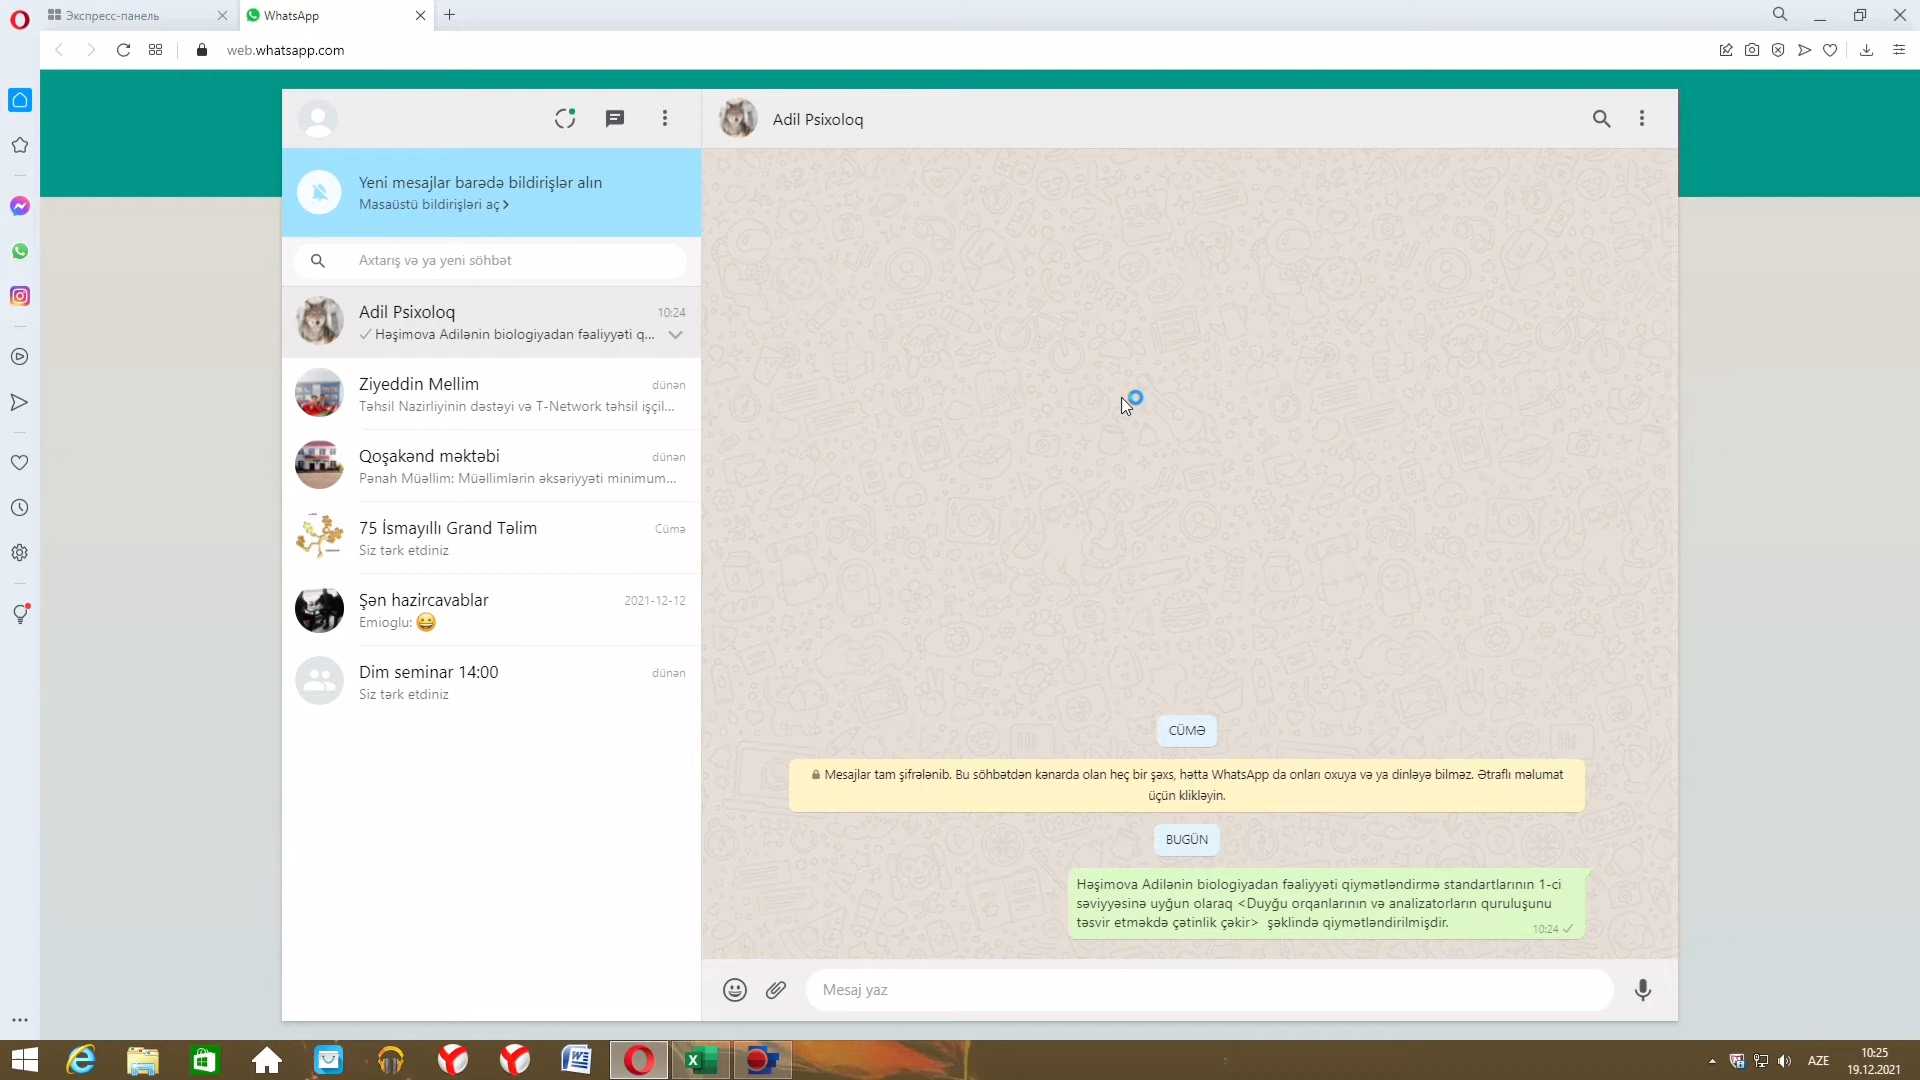 Экспресс-панель
WhatsApp
web.whatsapp.com
Adil Psixoloq
Yeni mesajlar barədə bildirişlər alın
Masaüstü bildirişləri aç
Axtarış və ya yeni söhbət
Adil Psixoloq 10:24
Həşimova Adilənin biologiyadan fəaliyyəti q...
Ziyeddin Mellim dünən
Təhsil Nazirliyinin dəstəyi və T-Network təhsil işçil...
Qoşakənd məktəbi dünən
Pənah Müəllim: Müəllimlərin əksəriyyəti minimum...
75 İsmayıllı Grand Təlim Cümə
Siz tərk etdiniz
Şən hazircavablar 2021-12-12
Emioglu: 😀
Dim seminar 14:00 dünən
Siz tərk etdiniz
CÜMƏ
Mesajlar tam şifrələnib. Bu söhbətdən kənarda olan heç bir şəxs, hətta WhatsApp da onları oxuya və ya dinləyə bilməz. Ətraflı məlumat
üçün klikləyin.
BUGÜN
Həşimova Adilənin biologiyadan fəaliyyəti qiymətləndirmə standartlarının 1-ci
səviyyəsinə uyğun olaraq <Duyğu orqanlarının və analizatorların quruluşunu
təsvir etməkdə çətinlik çəkir> şəklində qiymətləndirilmişdir.
10:24
Mesaj yaz
AZE
10:25
19.12.2021